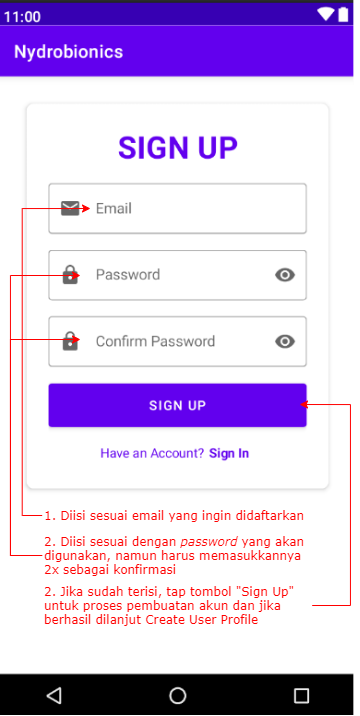 11:00
Nydrobionics
SIGN UP
Email
Password
Confirm Password
SIGN UP
Have an Account? Sign In
1. Diisi sesuai email yang ingin didaftarkan
2. Diisi sesuai dengan password yang akan
digunakan, namun harus memasukkannya
2x sebagai konfirmasi
2. Jika sudah terisi, tap tombol "Sign Up"
untuk proses pembuatan akun dan jika
berhasil dilanjut Create User Profile